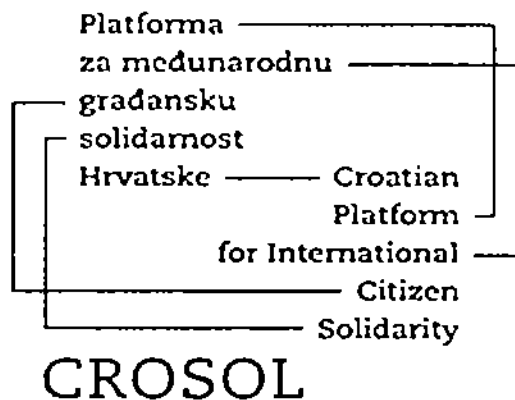 Platforma
za međunarodnu
građansku
solidarnost
Hrvatske Croatian
Platform
for International
Citizen
Solidarity
CROSOL